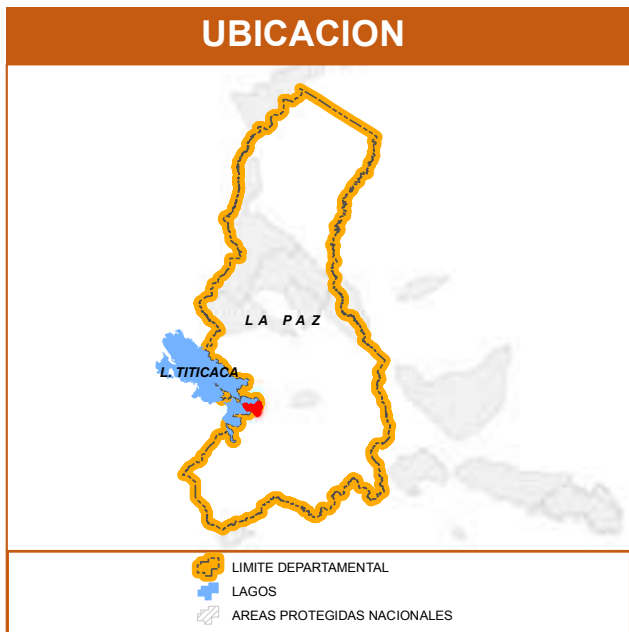 UBICACION
LA PAZ
L. TITICACA
LIMITE DEPARTAMENTAL
LAGOS
AREAS PROTEGIDAS NACIONALES